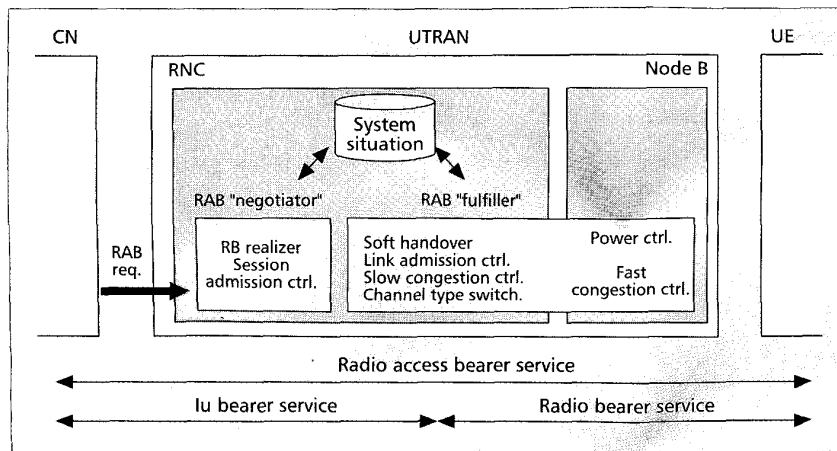 CN
UTRAN
UE
RNC
Node B
System
situation
RAB "negotiator"
RAB "fulfiller"
RAB
req.
RB realizer
Session
admission ctrl.
Soft handover
Link admission ctrl.
Slow congestion ctrl.
Channel type switch.
Power ctrl.
Fast
congestion ctrl.
Radio access bearer service
Iu bearer service
Radio bearer service